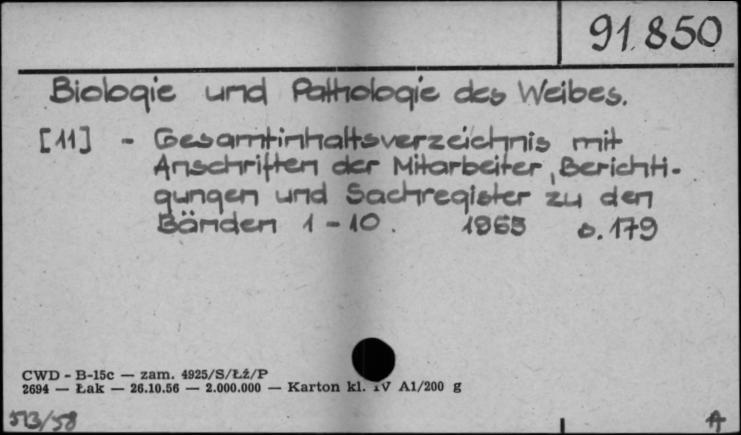 91.850
Biologie und Pathologie des Weibes.
[11] - Gesamtinhaltsverzeichnis mit
Anschriften der Mitarbeiter, Berichti-
gungen und Sachregister zu den
Bänden 1-10. 1965 s. 179
CWD - B-15c — zam. 4925/S/Łż/P
2694 — Łak — 26.10.56 — 2.000.000 — Karton kl. IV A1/200 g
513/58 A